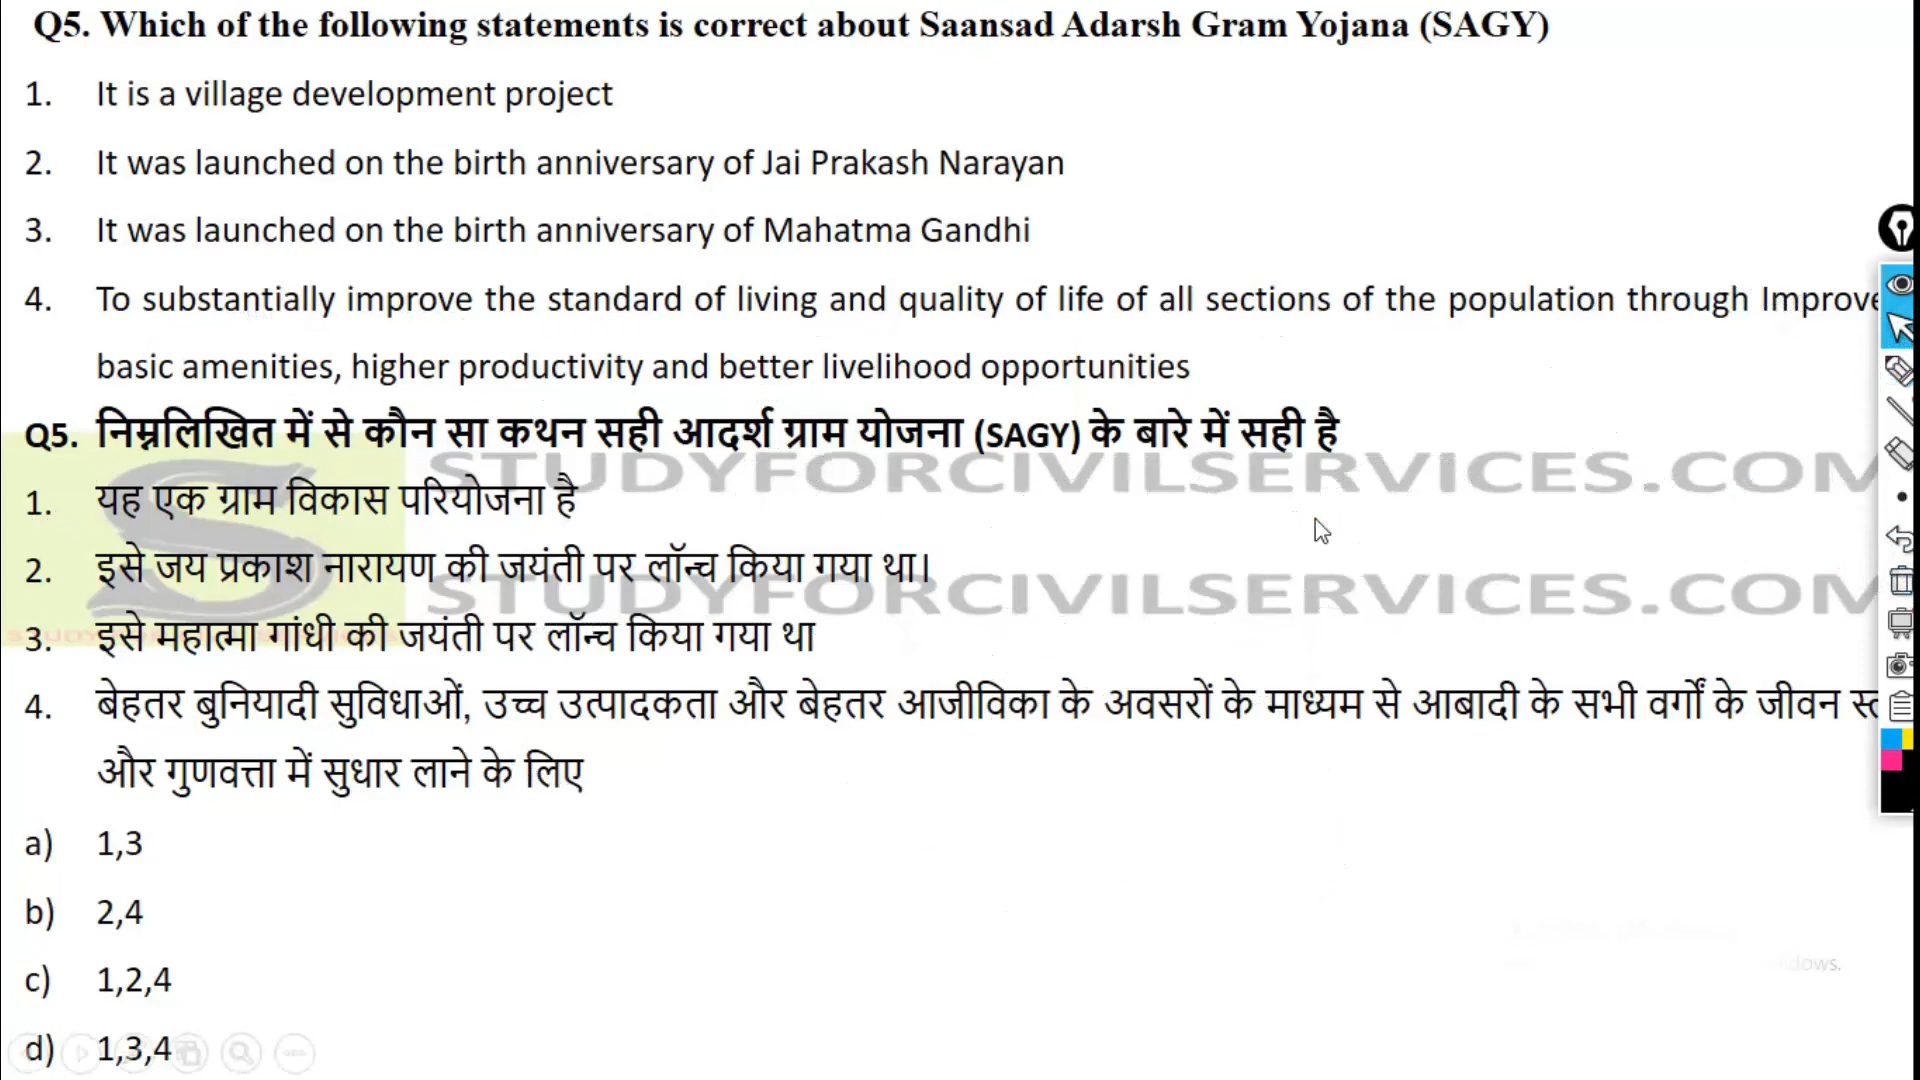 Q5. Which of the following statements is correct about Saansad Adarsh Gram Yojana (SAGY)
1. It is a village development project
2. It was launched on the birth anniversary of Jai Prakash Narayan
3. It was launched on the birth anniversary of Mahatma Gandhi
4. To substantially improve the standard of living and quality of life of all sections of the population through Improve
basic amenities, higher productivity and better livelihood opportunities
Q5. निम्नलिखित में से कौन सा कथन सही आदर्श ग्राम योजना (SAGY) के बारे में सही है
STUDYFORCIVILSERVICES.COM
1. यह एक ग्राम विकास परियोजना है
2. इसे जय प्रकाश नारायण की जयंती पर लॉन्च किया गया था।
STUDYFORCIVILSERVICES.COM
3. इसे महात्मा गांधी की जयंती पर लॉन्च किया गया था
4. बेहतर बुनियादी सुविधाओं, उच्च उत्पादकता और बेहतर आजीविका के अवसरों के माध्यम से आबादी के सभी वर्गों के जीवन
और गुणवत्ता में सुधार लाने के लिए
a) 1,3
b) 2,4
c) 1,2,4
d) 1,3,4